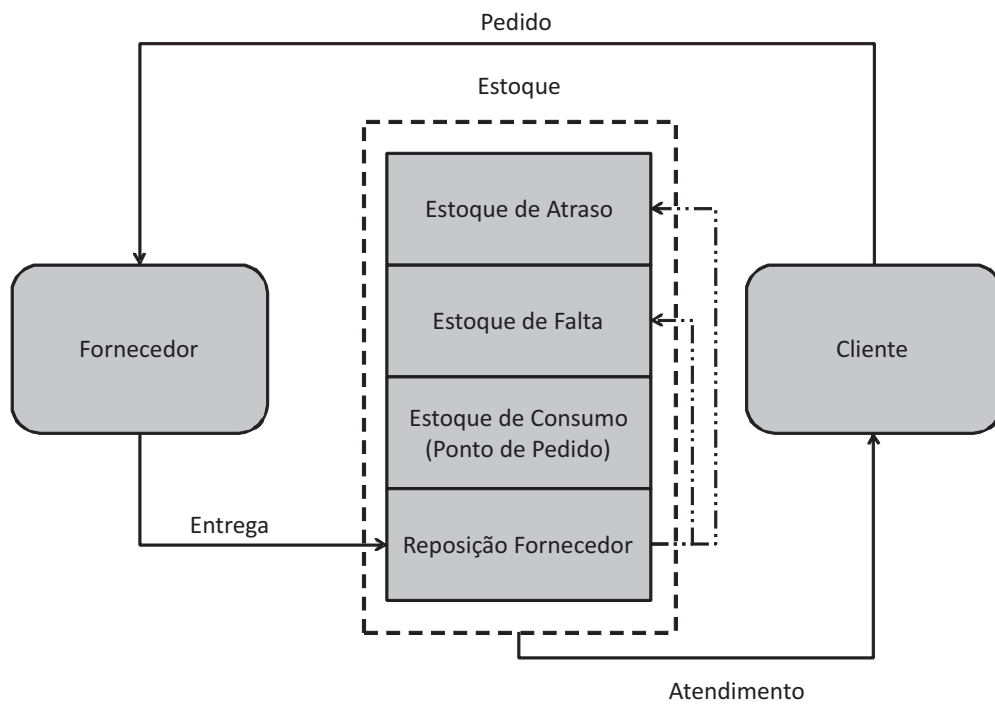 Pedido
Estoque
Estoque de Atraso
Estoque de Falta
Fornecedor
Cliente
Estoque de Consumo
(Ponto de Pedido)
Entrega
Reposição Fornecedor
Atendimento